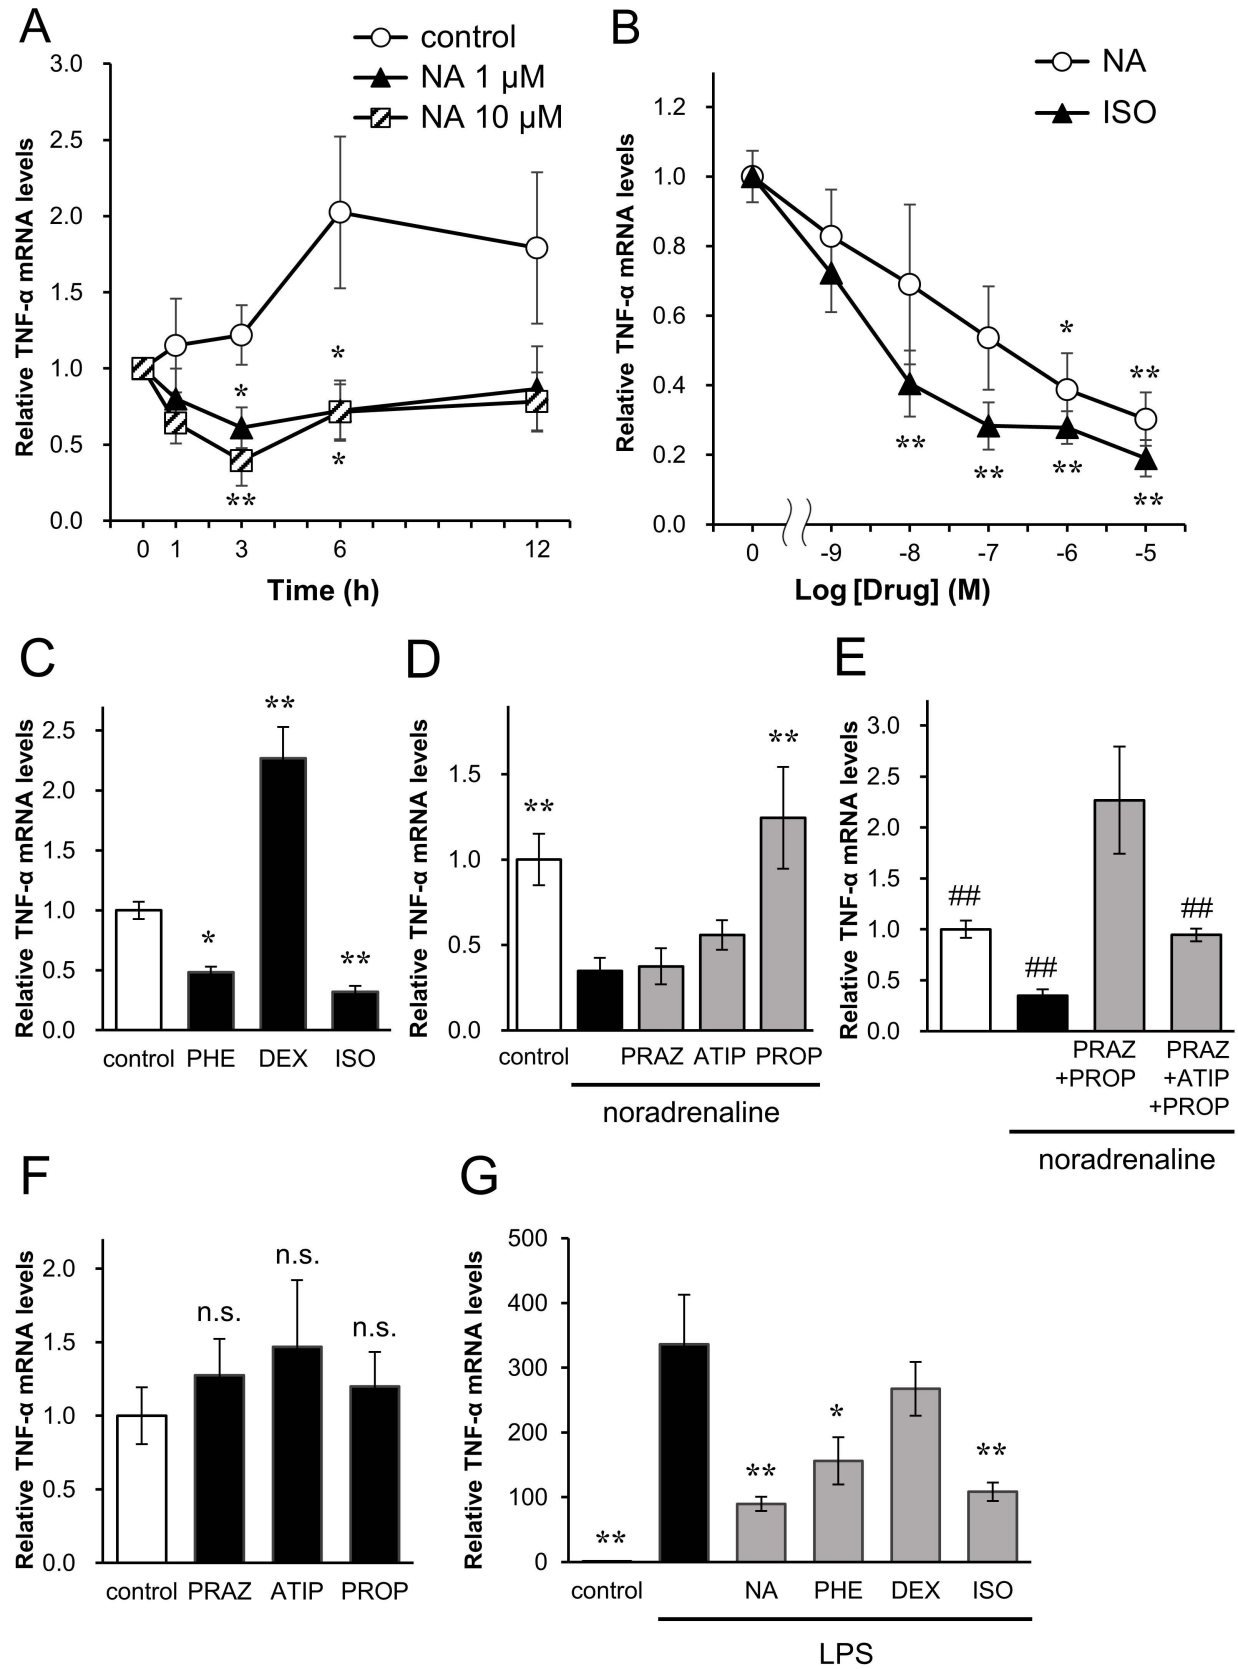 A
control
NA 1 µM
NA 10 µM
Relative TNF-α mRNA levels
3.0
2.5
2.0
1.5
1.0
0.5
0.0
*
*
*
**
0 1 3 6 12
Time (h)
B
NA
ISO
Relative TNF-α mRNA levels
1.2
1.0
0.8
0.6
0.4
0.2
0.0
*
**
**
**
**
**
0 -9 -8 -7 -6 -5
Log [Drug] (M)
C
Relative TNF-α mRNA levels
2.5
2.0
1.5
1.0
0.5
0.0
**
*
**
control PHE DEX ISO
D
Relative TNF-α mRNA levels
1.5
1.0
0.5
0.0
**
**
control PRAZ ATIP PROP
noradrenaline
E
Relative TNF-α mRNA levels
3.0
2.5
2.0
1.5
1.0
0.5
0.0
##
##
##
PRAZ
+PROP
PRAZ
+ATIP
+PROP
noradrenaline
F
Relative TNF-α mRNA levels
2.0
1.5
1.0
0.5
0.0
n.s.
n.s.
n.s.
control PRAZ ATIP PROP
G
Relative TNF-α mRNA levels
500
400
300
200
100
0
**
**
*
**
control NA PHE DEX ISO
LPS